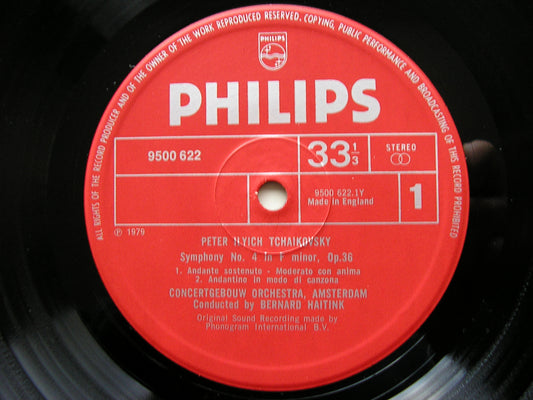 ALL RIGHTS OF THE RECORD PRODUCER AND OF THE OWNER OF THE WORK REPRODUCED RESERVED. COPYING, PUBLIC PERFORMANCE AND BROADCASTING OF THIS RECORD PROHIBITED
PHILIPS
PHILIPS
9500 622
33 1/3
STEREO
9500 622.1Y
Made in England
1
℗ 1979
PETER ILYICH TCHAIKOVSKY
Symphony No. 4 in F minor, Op.36
1. Andante sostenuto - Moderato con anima
2. Andantino in modo di canzona
CONCERTGEBOUW ORCHESTRA, AMSTERDAM
Conducted by BERNARD HAITINK
Original Sound Recording made by
Phonogram International B.V.